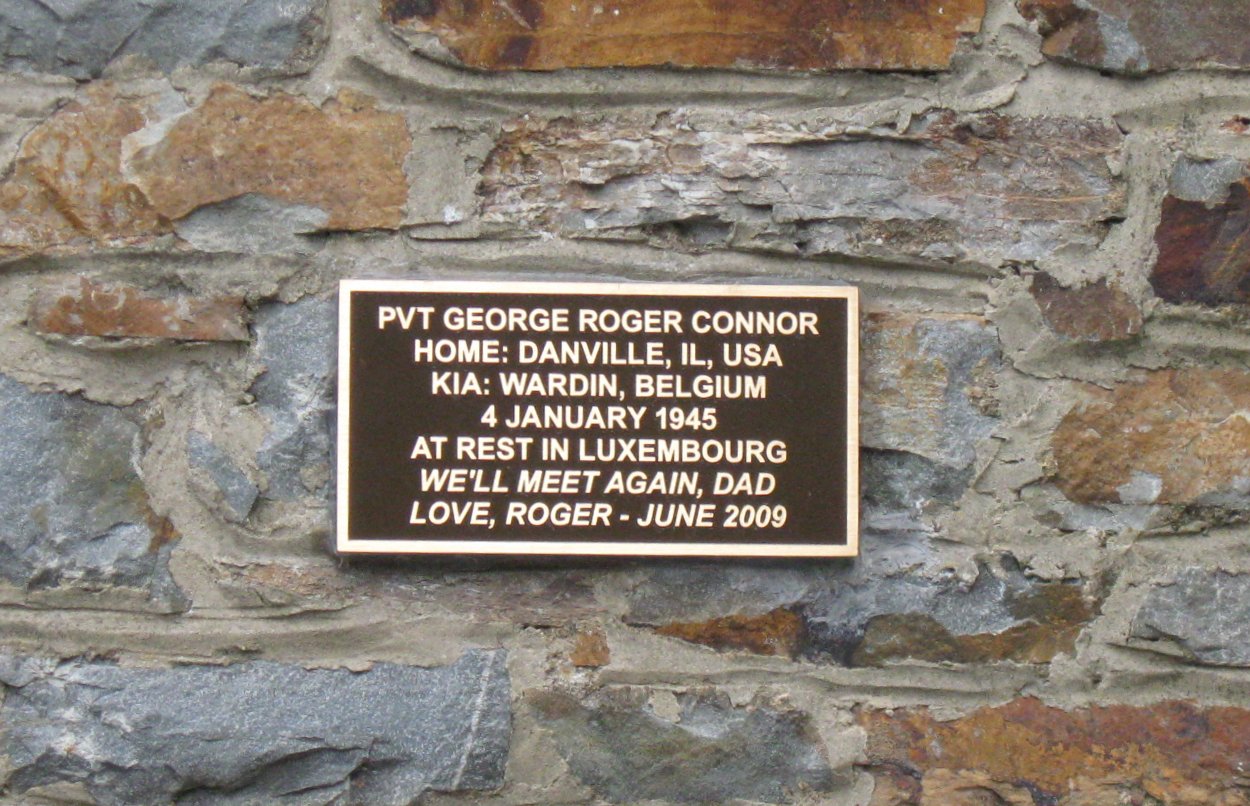 PVT GEORGE ROGER CONNOR
HOME: DANVILLE, IL, USA
KIA: WARDIN, BELGIUM
4 JANUARY 1945
AT REST IN LUXEMBOURG
WE'LL MEET AGAIN, DAD
LOVE, ROGER - JUNE 2009